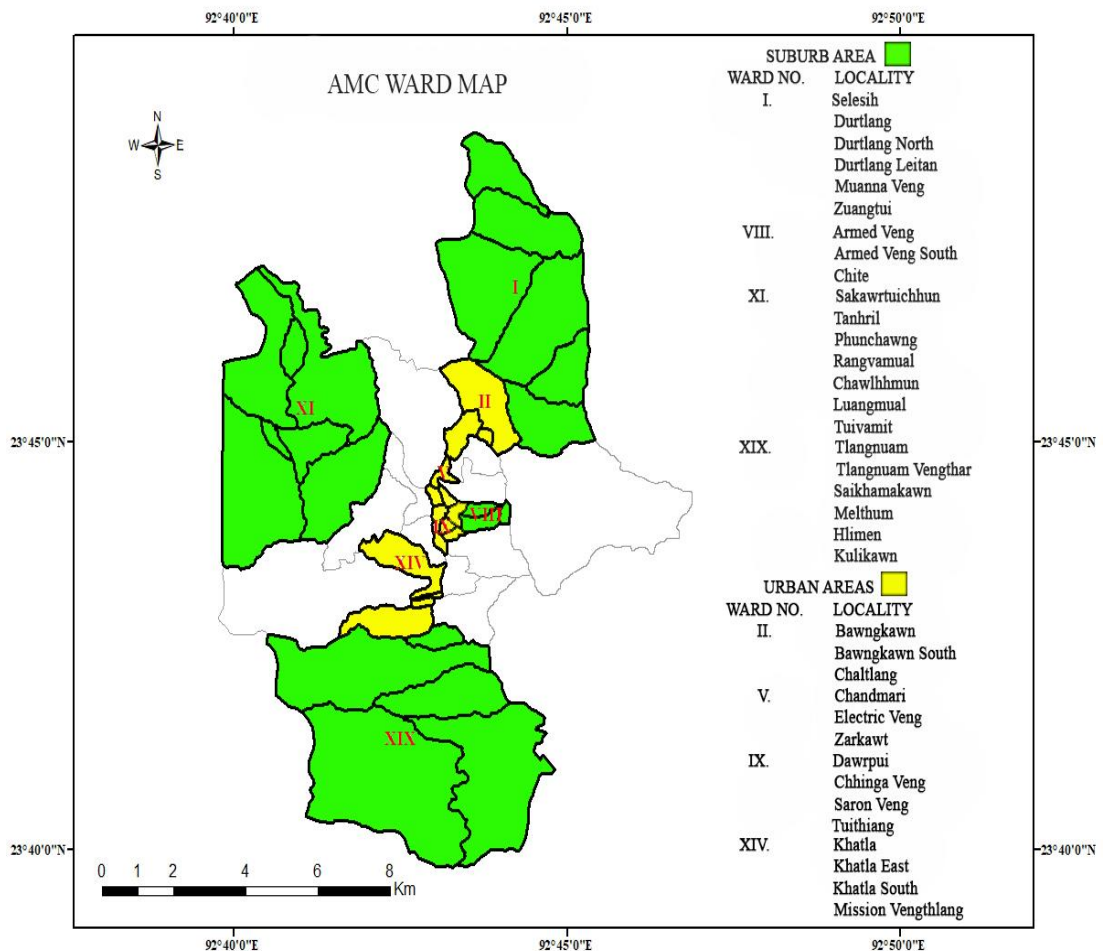 92°40'0"E 92°45'0"E 92°50'0"E
AMC WARD MAP
N
W E
S
SUBURB AREA
WARD NO. LOCALITY
I. Selesih
Durtlang
Durtlang North
Durtlang Leitan
Muanna Veng
Zuangtui
VIII. Armed Veng
Armed Veng South
Chite
XI. Sakawrtuichhun
Tanhril
Phunchawng
Rangvamual
Chawlhhmun
Luangmual
Tuivamit
XIX. Tlangnuam
Tlangnuam Vengthar
Saikhamakawn
Melthum
Hlimen
Kulikawn
URBAN AREAS
WARD NO. LOCALITY
II. Bawngkawn
Bawngkawn South
Chaltlang
V. Chandmari
Electric Veng
Zarkawt
IX. Dawrpui
Chhinga Veng
Saron Veng
Tuithiang
XIV. Khatla
Khatla East
Khatla South
Mission Vengthlang
I
II
XI
V
VIII
IX
XIV
XIX
23°45'0"N 23°45'0"N
23°40'0"N 23°40'0"N
0 1 2 4 6 8
Km
92°40'0"E 92°45'0"E 92°50'0"E